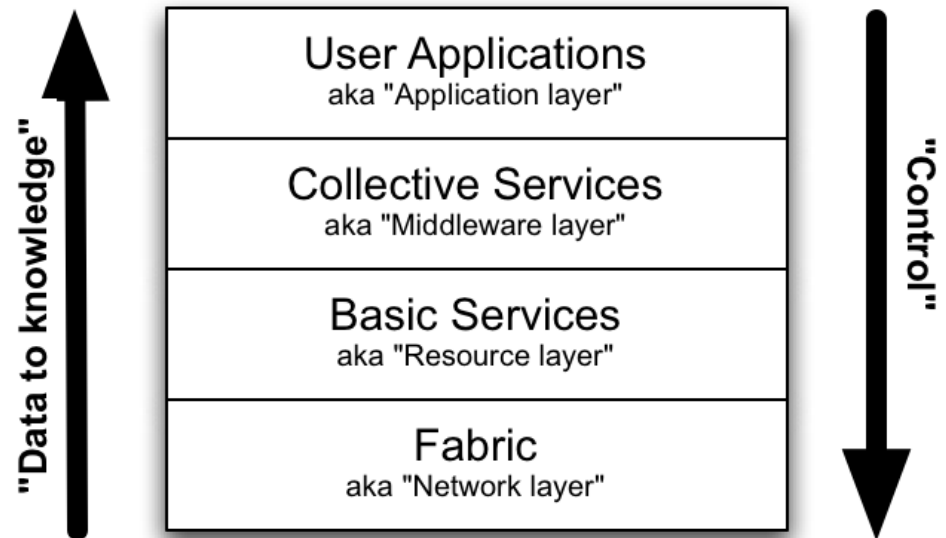 User Applications
aka "Application layer"
Collective Services
aka "Middleware layer"
Basic Services
aka "Resource layer"
Fabric
aka "Network layer"
"Data to knowledge"
"Control"